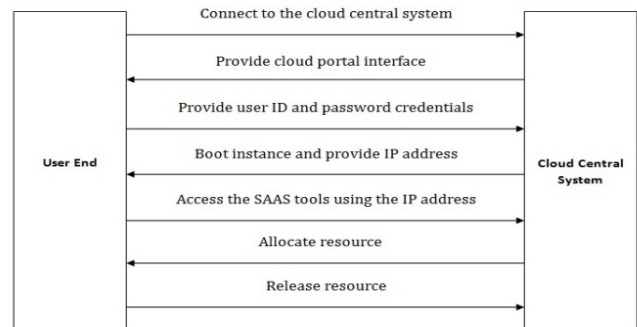 Connect to the cloud central system
Provide cloud portal interface
Provide user ID and password credentials
Boot instance and provide IP address
User End
Cloud Central
System
Access the SAAS tools using the IP address
Allocate resource
Release resource